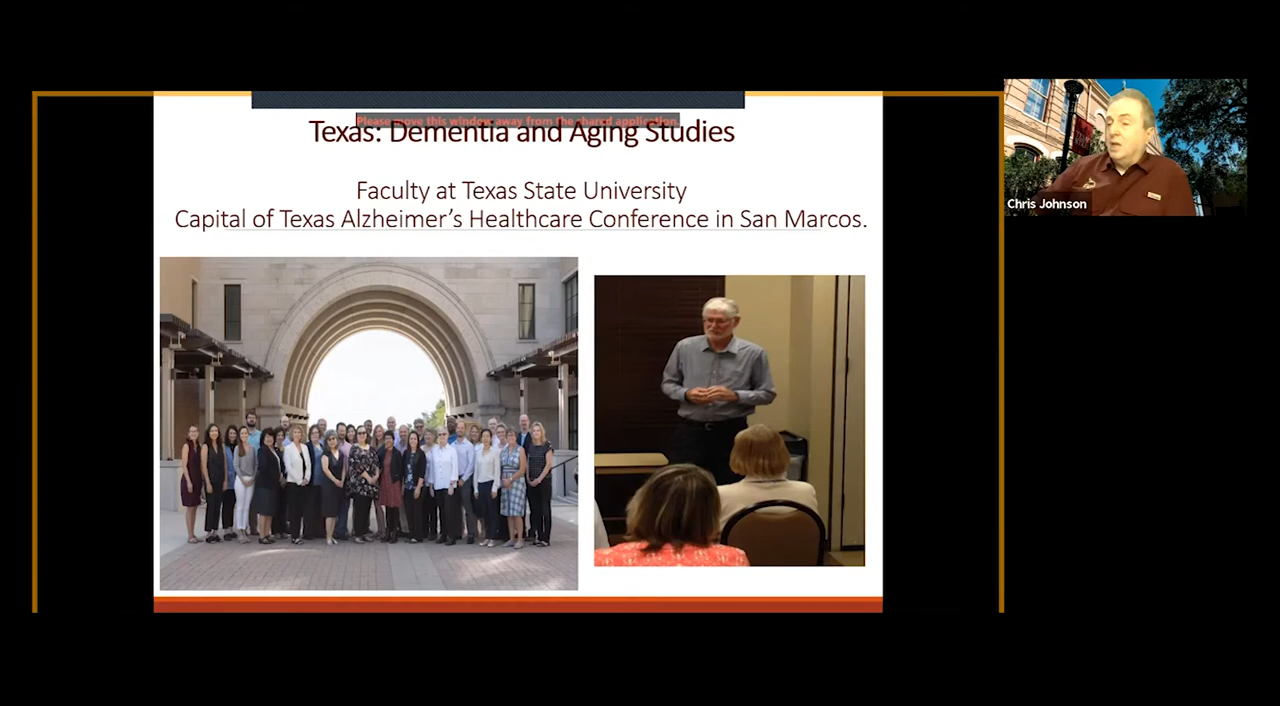 Please move this window away from the shared application.
Texas: Dementia and Aging Studies
Faculty at Texas State University
Capital of Texas Alzheimer’s Healthcare Conference in San Marcos.
Chris Johnson